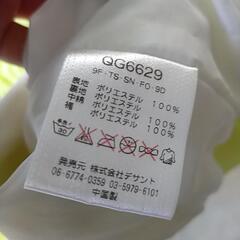 QG6629
9F・TS・SN・FO・9D
表地 ポリエステル 100%
裏地
中綿 ポリエステル 100%
ポリエステル 100%
ポリエステル 100%
30
発売元 株式会社デサント
06-6774-0359 03-5979-6101
中国製